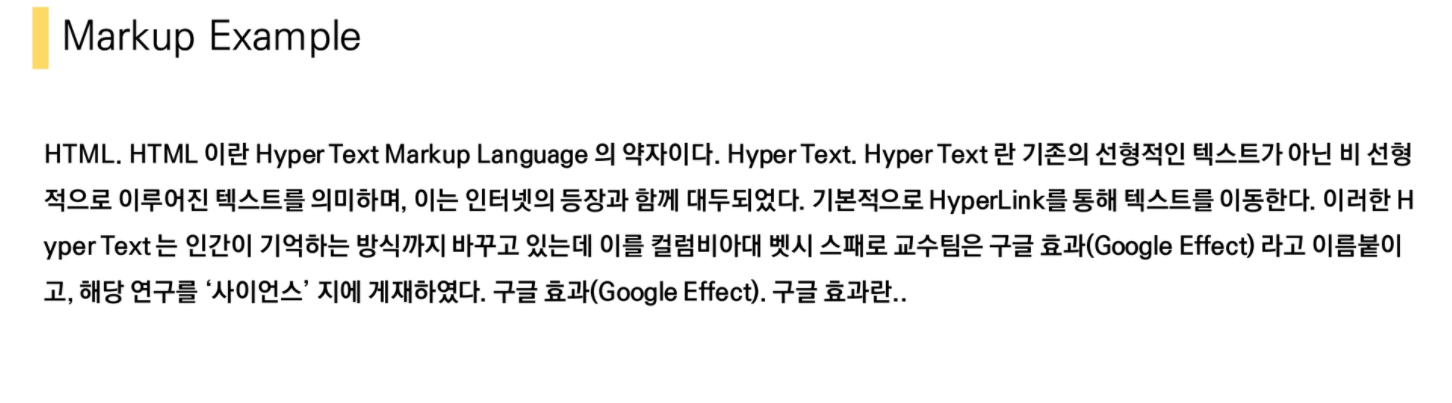 Markup Example
HTML. HTML 이란 Hyper Text Markup Language 의 약자이다. Hyper Text. Hyper Text 란 기존의 선형적인 텍스트가 아닌 비 선형
적으로 이루어진 텍스트를 의미하며, 이는 인터넷의 등장과 함께 대두되었다. 기본적으로 HyperLink를 통해 텍스트를 이동한다. 이러한 H
yper Text 는 인간이 기억하는 방식까지 바꾸고 있는데 이를 컬럼비아대 벳시 스패로 교수팀은 구글 효과(Google Effect) 라고 이름붙이
고, 해당 연구를 ‘사이언스’ 지에 게재하였다. 구글 효과(Google Effect). 구글 효과란..